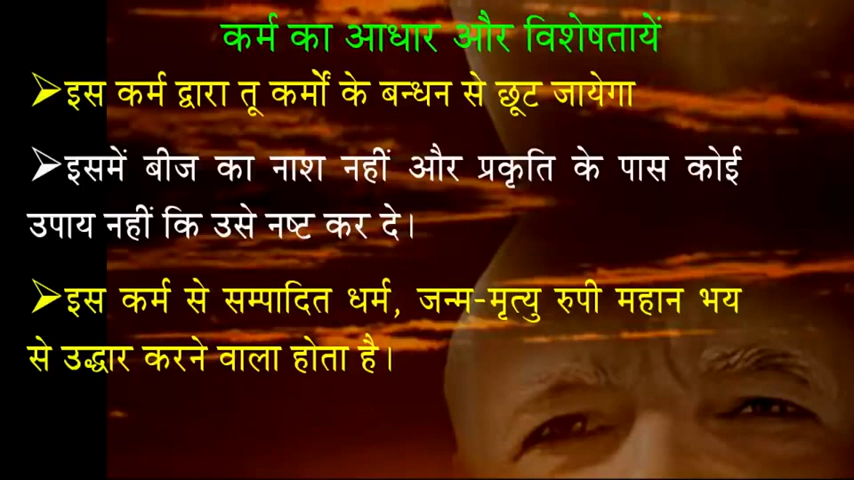 कर्म का आधार और विशेषतायें
➢इस कर्म द्वारा तू कर्मों के बन्धन से छूट जायेगा
➢इसमें बीज का नाश नहीं और प्रकृति के पास कोई
उपाय नहीं कि उसे नष्ट कर दे।
➢इस कर्म से सम्पादित धर्म, जन्म-मृत्यु रुपी महान भय
से उद्धार करने वाला होता है।